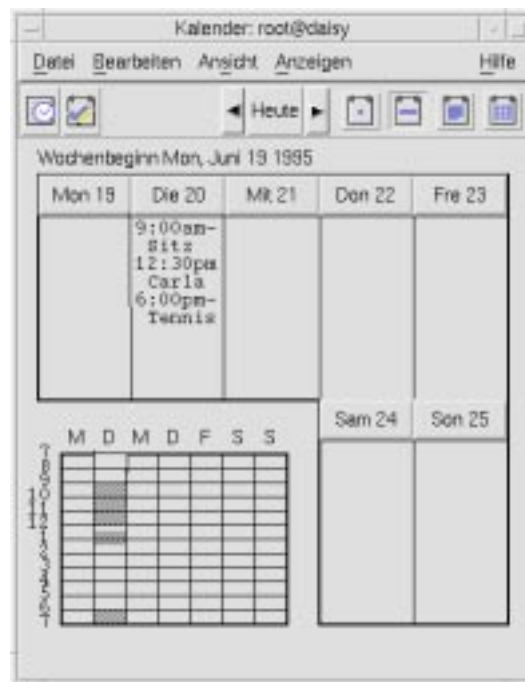 Kalender: root@daisy
Datei Bearbeiten Ansicht Anzeigen Hilfe
Heute
Wochenbeginn Mon, Juni 19 1995
Mon 19 Die 20 Mit 21 Don 22 Fre 23
9:00am-
Sitz
12:30pm
Carla
6:00pm-
Tennis
Sam 24 Son 25
M D M D F S S